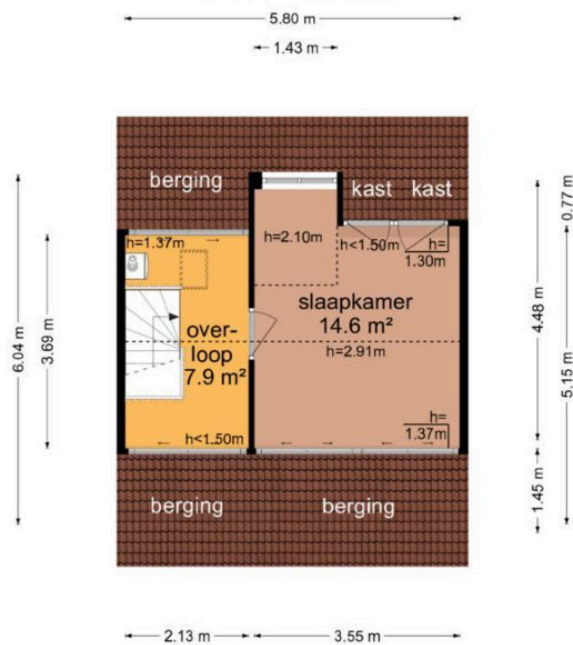 5.80 m
1.43 m
berging
kast kast
h=1.37m
h=2.10m
h<1.50m
h=
1.30m
slaapkamer
14.6 m²
h=2.91m
over-
loop
7.9 m²
h=
1.37m
h<1.50m
berging
berging
6.04 m
3.69 m
0.77 m
4.48 m
5.15 m
1.45 m
2.13 m
3.55 m